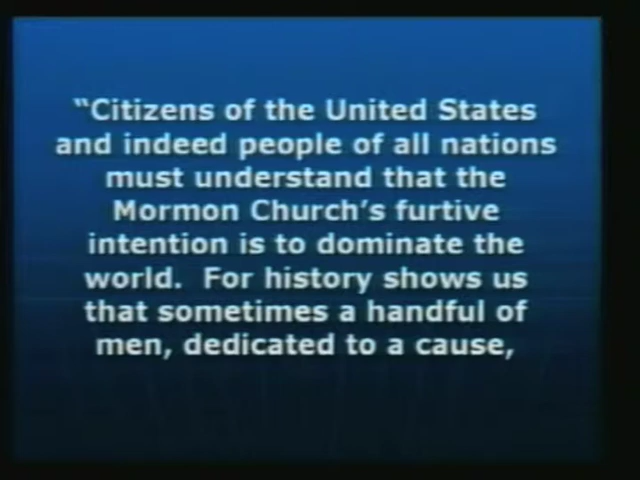 “Citizens of the United States
and indeed people of all nations
must understand that the
Mormon Church’s furtive
intention is to dominate the
world.  For history shows us
that sometimes a handful of
men, dedicated to a cause,